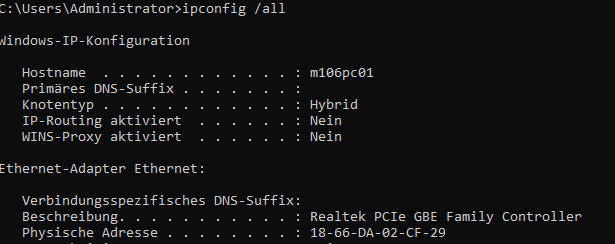 C:\Users\Administrator>ipconfig /all
Windows-IP-Konfiguration
Hostname  . . . . . . . . . . . . : m106pc01
Primäres DNS-Suffix . . . . . . . :
Knotentyp . . . . . . . . . . . . : Hybrid
IP-Routing aktiviert  . . . . . . : Nein
WINS-Proxy aktiviert  . . . . . . : Nein
Ethernet-Adapter Ethernet:
Verbindungsspezifisches DNS-Suffix:
Beschreibung. . . . . . . . . . . : Realtek PCIe GBE Family Controller
Physische Adresse . . . . . . . . : 18-66-DA-02-CF-29